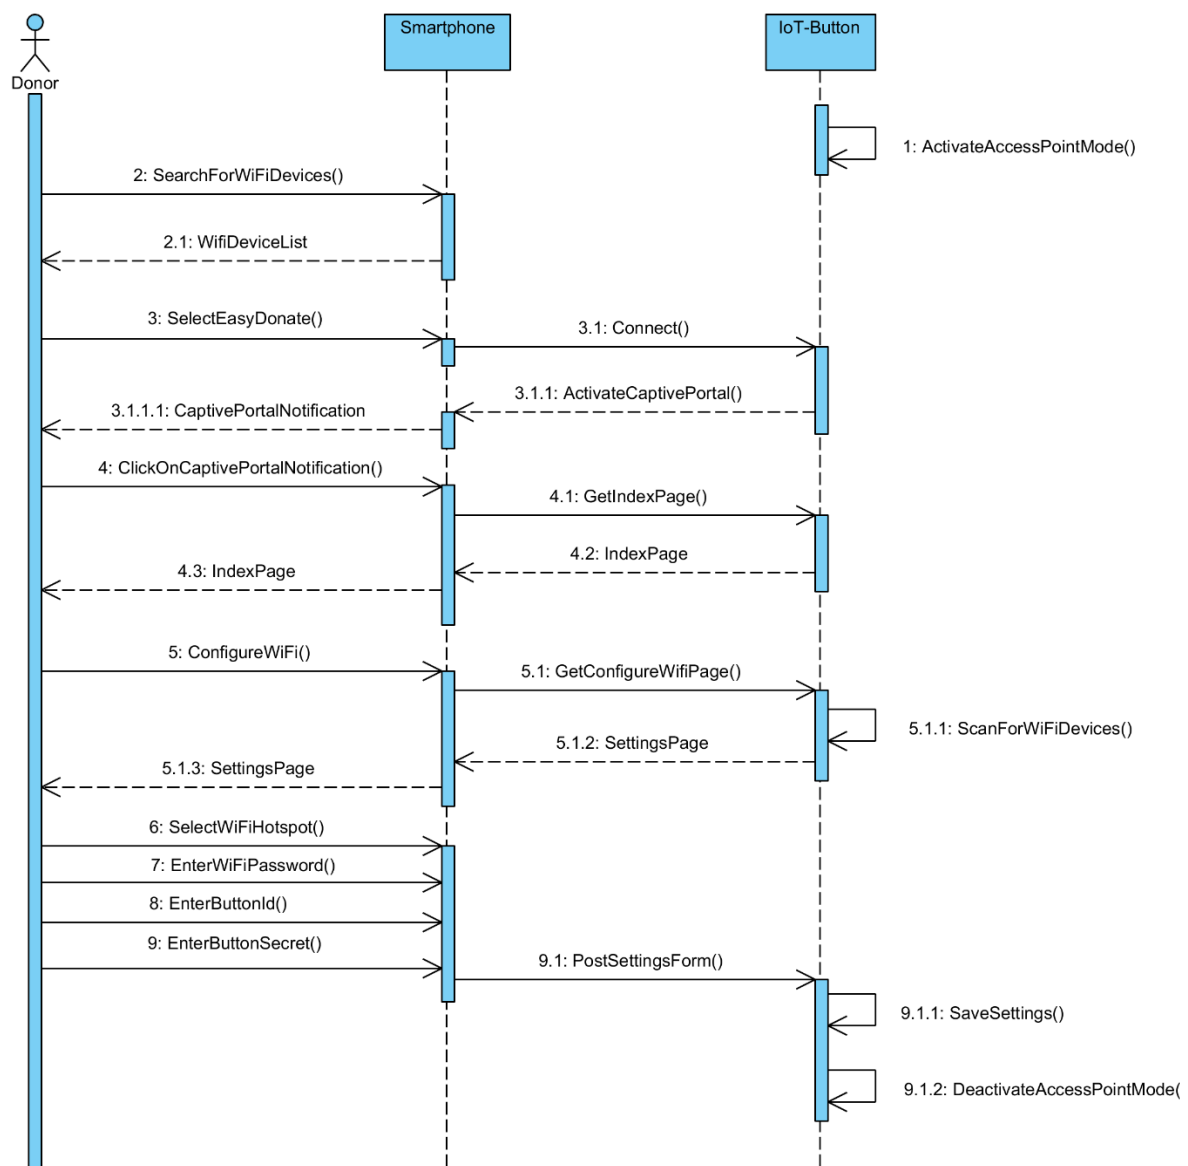 Smartphone
IoT-Button
Donor
1: ActivateAccessPointMode()
2: SearchForWiFiDevices()
2.1: WifiDeviceList
3: SelectEasyDonate()
3.1: Connect()
3.1.1: ActivateCaptivePortal()
3.1.1.1: CaptivePortalNotification
4: ClickOnCaptivePortalNotification()
4.1: GetIndexPage()
4.2: IndexPage
4.3: IndexPage
5: ConfigureWiFi()
5.1: GetConfigureWifiPage()
5.1.1: ScanForWiFiDevices()
5.1.2: SettingsPage
5.1.3: SettingsPage
6: SelectWiFiHotspot()
7: EnterWiFiPassword()
8: EnterButtonId()
9: EnterButtonSecret()
9.1: PostSettingsForm()
9.1.1: SaveSettings()
9.1.2: DeactivateAccessPointMode(